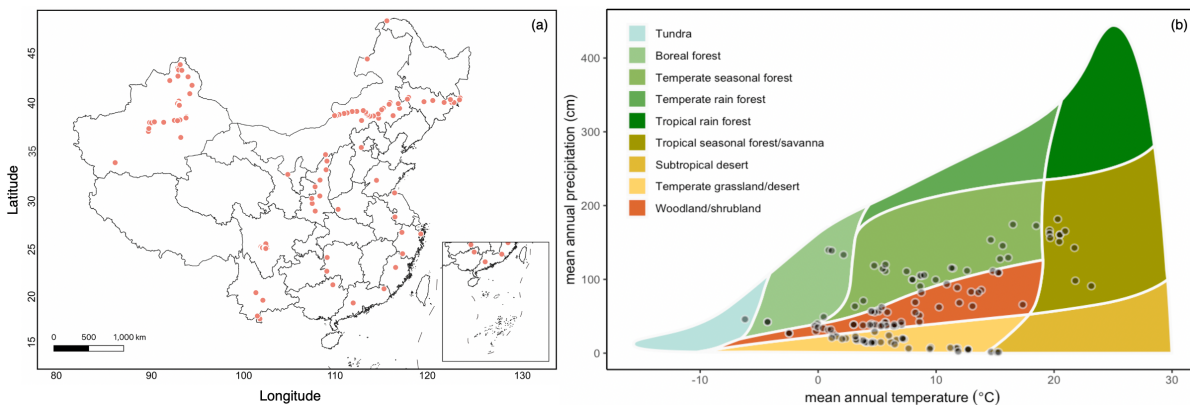 (a)
Latitude
45
40
35
30
25
20
15
0 500 1,000 km
80 90 100 110 120 130
Longitude
(b)
mean annual precipitation (cm)
400
300
200
100
0
Tundra
Boreal forest
Temperate seasonal forest
Temperate rain forest
Tropical rain forest
Tropical seasonal forest/savanna
Subtropical desert
Temperate grassland/desert
Woodland/shrubland
-10 0 10 20 30
mean annual temperature (°C)